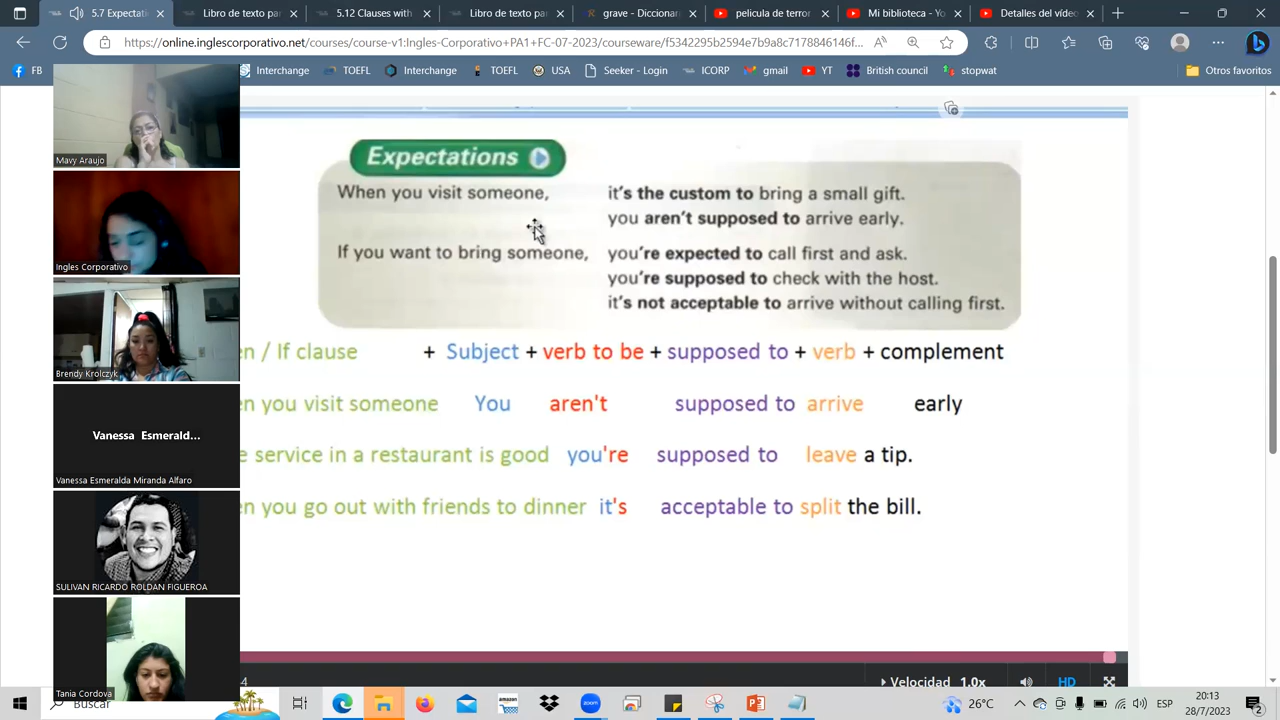 Libro de texto par
5.12 Clauses with
Libro de texto par
grave - Diccionar
pelicula de terror
Mi biblioteca - Yo
Detalles del vídeo
https://online.inglescorporativo.net/courses/course-v1:Ingles-Corporativo+PA1+FC-07-2023/courseware/f5342295b2594e7b9a8c7178846146f...
FB
Interchange
TOEFL
Interchange
TOEFL
USA
Seeker - Login
ICORP
gmail
YT
British council
stopwat
Otros favoritos
Mavy Araujo
Ingles Corporativo
Brendy Krolczyk
Vanessa Esmerald...
Vanessa Esmeralda Miranda Alfaro
SULIVAN RICARDO ROLDAN FIGUEROA
Tania Cordova
Expectations
When you visit someone, it's the custom to bring a small gift.
you aren't supposed to arrive early.
If you want to bring someone, you're expected to call first and ask.
you're supposed to check with the host.
it's not acceptable to arrive without calling first.
en / If clause + Subject + verb to be + supposed to + verb + complement
en you visit someone You aren't supposed to arrive early
e service in a restaurant is good you're supposed to leave a tip.
en you go out with friends to dinner it's acceptable to split the bill.
4
Velocidad 1.0x
HD
Buscar
26°C
ESP
20:13
28/7/2023
2